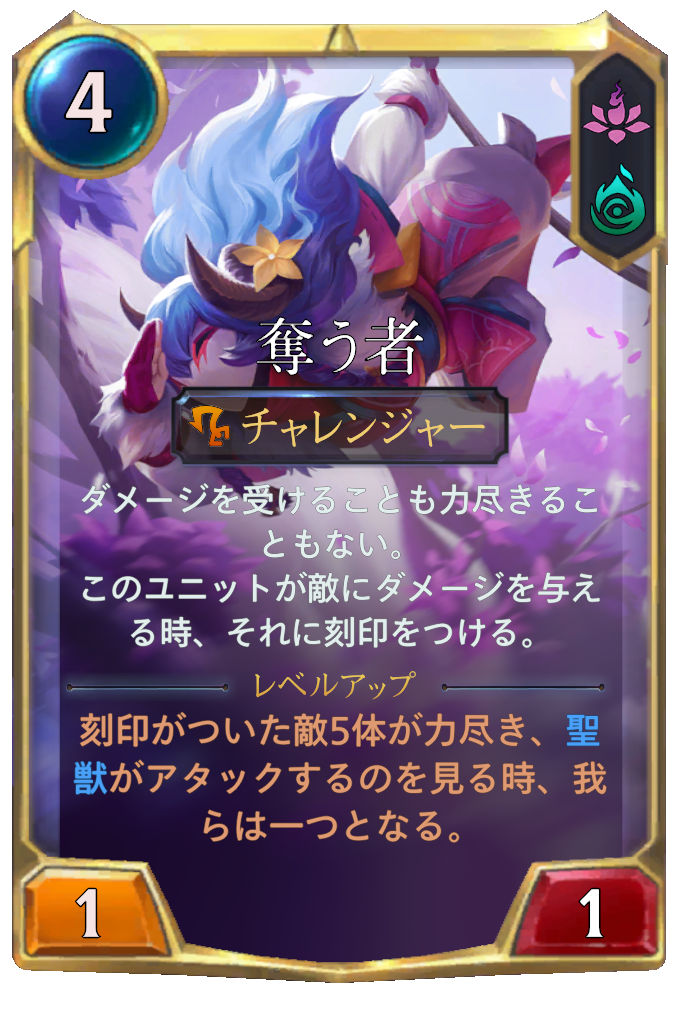 4
奪う者
チャレンジャー
ダメージを受けることも力尽きるこ
ともない。
このユニットが敵にダメージを与え
る時、それに刻印をつける。
レベルアップ
刻印がついた敵5体が力尽き、聖
獣がアタックするのを見る時、我
らは一つとなる。
1
1